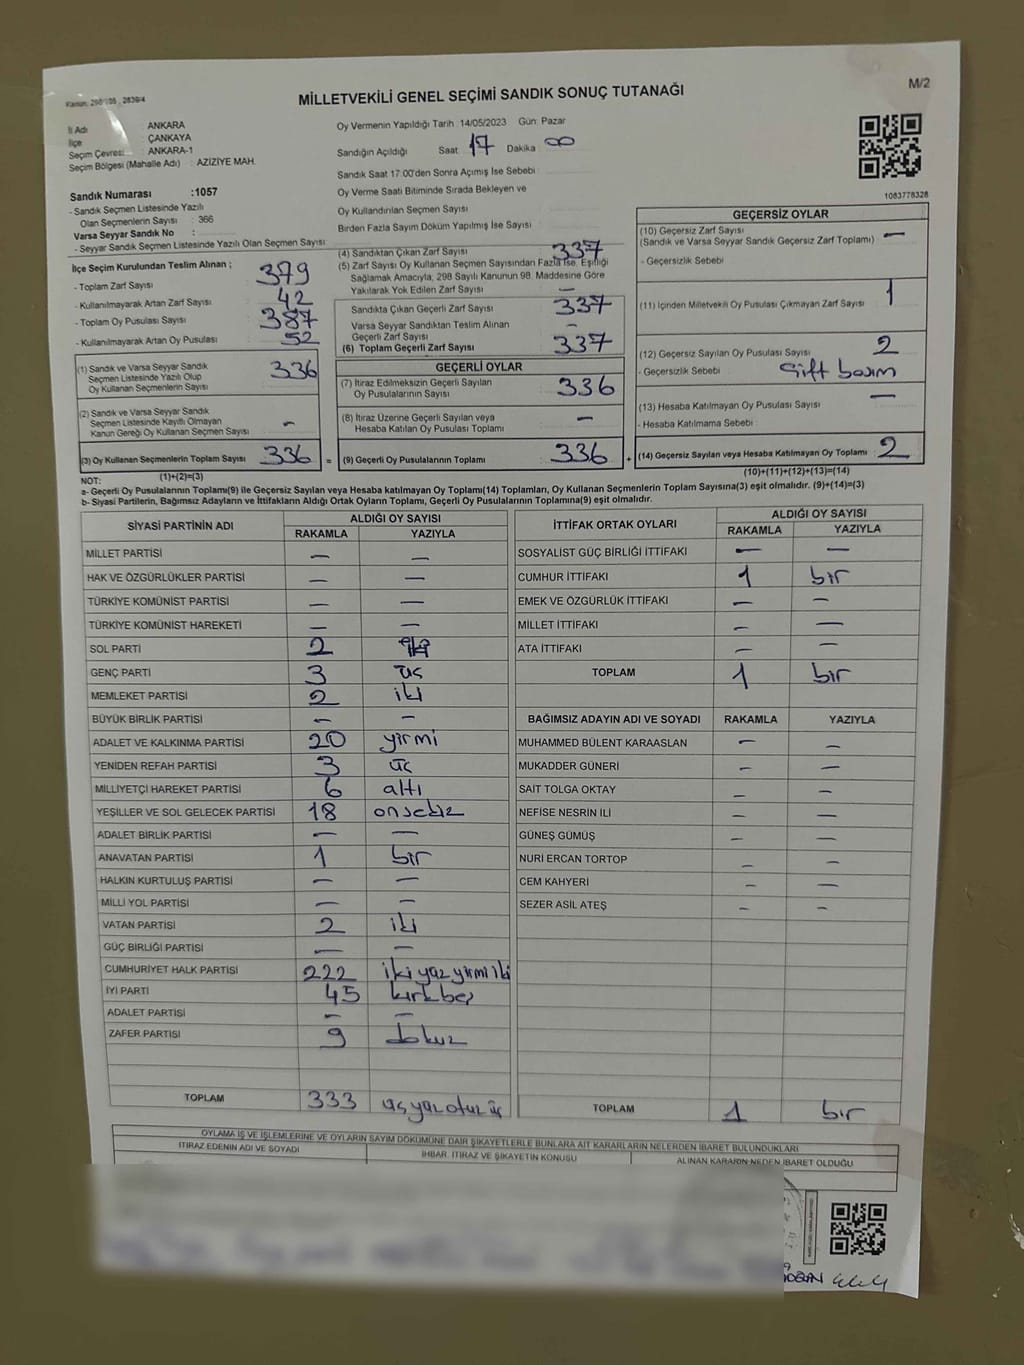 Kanun: 298/105 , 2839/4
MİLLETVEKİLİ GENEL SEÇİMİ SANDIK SONUÇ TUTANAĞI
M/2
İl Adı : ANKARA
İlçe : ÇANKAYA
Seçim Çevresi : ANKARA-1
Seçim Bölgesi (Mahalle Adı) : AZİZİYE MAH.
Sandık Numarası :1057
- Sandık Seçmen Listesinde Yazılı
Olan Seçmenlerin Sayısı : 366
Varsa Seyyar Sandık No :
- Seyyar Sandık Seçmen Listesinde Yazılı Olan Seçmen Sayısı
İlçe Seçim Kurulundan Teslim Alınan ;
- Toplam Zarf Sayısı 379
- Kullanılmayarak Artan Zarf Sayısı 42
- Toplam Oy Pusulası Sayısı 387
- Kullanılmayarak Artan Oy Pusulası 52
(1) Sandık ve Varsa Seyyar Sandık
Seçmen Listesinde Yazılı Olup
Oy Kullanan Seçmenlerin Sayısı 336
(2) Sandık ve Varsa Seyyar Sandık
Seçmen Listesinde Kayıtlı Olmayan
Kanun Gereği Oy Kullanan Seçmen Sayısı -
(3) Oy Kullanan Seçmenlerin Toplam Sayısı 336 =
(1)+(2)=(3)
Oy Vermenin Yapıldığı Tarih :14/05/2023 Gün: Pazar
Sandığın Açıldığı Saat 17 Dakika 00
Sandık Saat 17:00'den Sonra Açımış İse Sebebi :
Oy Verme Saati Bitiminde Sırada Bekleyen ve
Oy Kullandırılan Seçmen Sayısı
Birden Fazla Sayım Döküm Yapılmış İse Sayısı
(4) Sandıktan Çıkan Zarf Sayısı 337
(5) Zarf Sayısı Oy Kullanan Seçmen Sayısından Fazla İse, Eşitliği
Sağlamak Amacıyla; 298 Sayılı Kanunun 98. Maddesine Göre
Yakılarak Yok Edilen Zarf Sayısı -
Sandıkta Çıkan Geçerli Zarf Sayısı 337
Varsa Seyyar Sandıktan Teslim Alınan
Geçerli Zarf Sayısı -
(6) Toplam Geçerli Zarf Sayısı 337
GEÇERLİ OYLAR
(7) İtiraz Edilmeksizin Geçerli Sayılan
Oy Pusulalarının Sayısı 336
(8) İtiraz Üzerine Geçerli Sayılan veya
Hesaba Katılan Oy Pusulası Toplamı -
(9) Geçerli Oy Pusulalarının Toplamı 336 +
1083778328
GEÇERSİZ OYLAR
(10) Geçersiz Zarf Sayısı
(Sandık ve Varsa Seyyar Sandık Geçersiz Zarf Toplamı) -
- Geçersizlik Sebebi
(11) İçinden Milletvekili Oy Pusulası Çıkmayan Zarf Sayısı 1
(12) Geçersiz Sayılan Oy Pusulası Sayısı 2
- Geçersizlik Sebebi Çift basım
(13) Hesaba Katılmayan Oy Pusulası Sayısı -
- Hesaba Katılmama Sebebi
(14) Geçersiz Sayılan veya Hesaba Katılmayan Oy Toplamı 2
(10)+(11)+(12)+(13)=(14)
NOT:
a- Geçerli Oy Pusulalarının Toplamı(9) ile Geçersiz Sayılan veya Hesaba katılmayan Oy Toplamı(14) Toplamları, Oy Kullanan Seçmenlerin Toplam Sayısına(3) eşit olmalıdır. (9)+(14)=(3)
b- Siyasi Partilerin, Bağımsız Adayların ve İttifakların Aldığı Ortak Oyların Toplamı, Geçerli Oy Pusulalarının Toplamına(9) eşit olmalıdır.
SİYASİ PARTİNİN ADI ALDIĞI OY SAYISI
RAKAMLA YAZIYLA
MİLLET PARTİSİ - -
HAK VE ÖZGÜRLÜKLER PARTİSİ - -
TÜRKİYE KOMÜNİST PARTİSİ - -
TÜRKİYE KOMÜNİST HAREKETİ - -
SOL PARTİ 2
GENÇ PARTİ 3 üç
MEMLEKET PARTİSİ 2 iki
BÜYÜK BİRLİK PARTİSİ - -
ADALET VE KALKINMA PARTİSİ 20 yirmi
YENİDEN REFAH PARTİSİ 3 üç
MİLLİYETÇİ HAREKET PARTİSİ 6 altı
YEŞİLLER VE SOL GELECEK PARTİSİ 18 onsekiz
ADALET BİRLİK PARTİSİ - -
ANAVATAN PARTİSİ 1 bir
HALKIN KURTULUŞ PARTİSİ - -
MİLLİ YOL PARTİSİ - -
VATAN PARTİSİ 2 iki
GÜÇ BİRLİĞİ PARTİSİ - -
CUMHURİYET HALK PARTİSİ 222 ikiyüzyirmiiki
İYİ PARTİ 45 kırkbeş
ADALET PARTİSİ - -
ZAFER PARTİSİ 9 dokuz
TOPLAM 333 üçyüzotuzüç
İTTİFAK ORTAK OYLARI ALDIĞI OY SAYISI
RAKAMLA YAZIYLA
SOSYALİST GÜÇ BİRLİĞİ İTTİFAKI - -
CUMHUR İTTİFAKI 1 bir
EMEK VE ÖZGÜRLÜK İTTİFAKI - -
MİLLET İTTİFAKI - -
ATA İTTİFAKI - -
TOPLAM 1 bir
BAĞIMSIZ ADAYIN ADI VE SOYADI RAKAMLA YAZIYLA
MUHAMMED BÜLENT KARAASLAN - -
MUKADDER GÜNERİ - -
SAİT TOLGA OKTAY - -
NEFİSE NESRİN İLİ - -
GÜNEŞ GÜMÜŞ - -
NURİ ERCAN TORTOP - -
CEM KAHYERİ - -
SEZER ASİL ATEŞ - -
TOPLAM 1 bir
OYLAMA İŞ VE İŞLEMLERİNE VE OYLARIN SAYIM DÖKÜMÜNE DAİR ŞİKAYETLERLE BUNLARA AİT KARARLARIN NELERDEN İBARET BULUNDUKLARI
İTİRAZ EDENİN ADI VE SOYADI İHBAR, İTİRAZ VE ŞİKAYETİN KONUSU ALINAN KARARIN NEDEN İBARET OLDUĞU